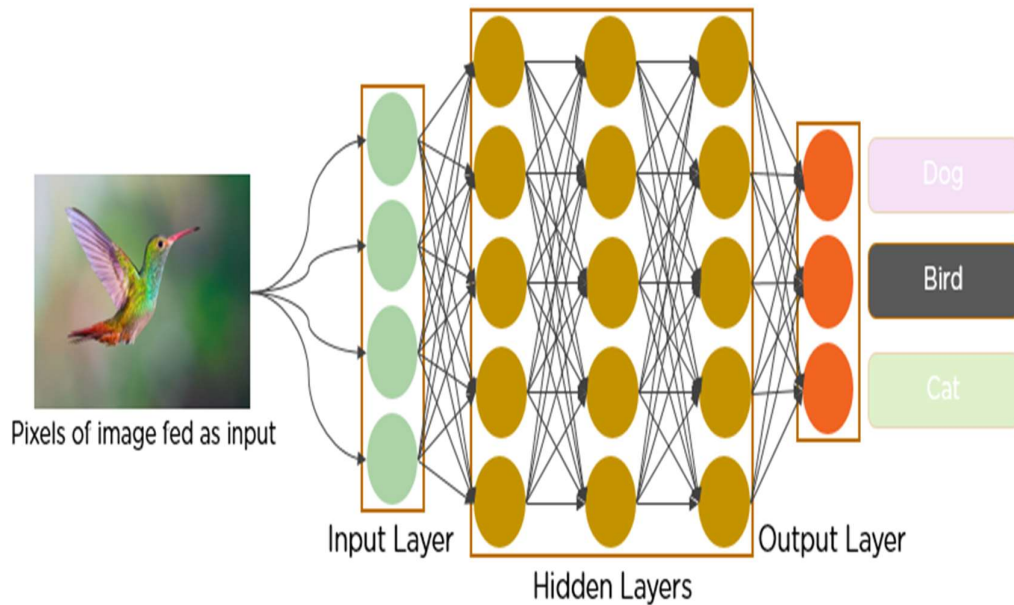 Pixels of image fed as input
Input Layer
Hidden Layers
Output Layer
Dog
Bird
Cat